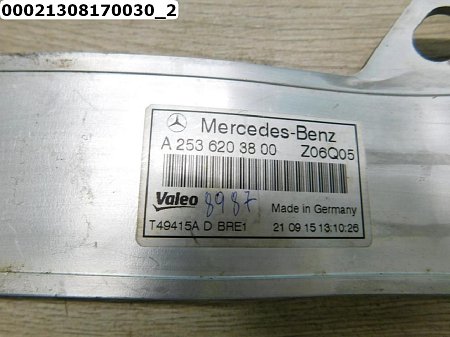 00021308170030_2
Mercedes-Benz
A 253 620 38 00 Z06Q05
Valeo 8987 Made in Germany
T49415A D BRE1 21 09 15 13:10:26